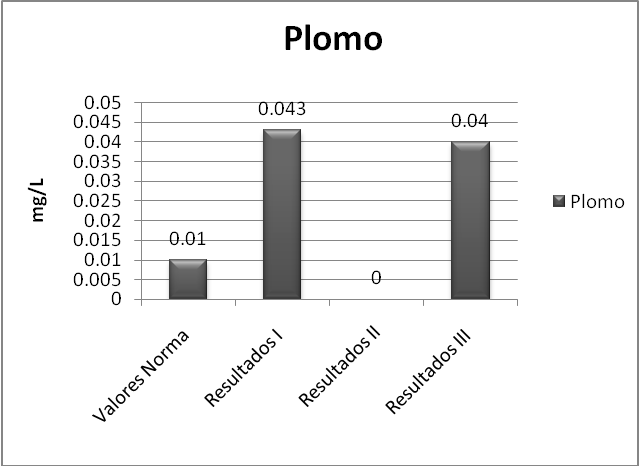 Plomo
mg/L
0.05
0.045
0.04
0.035
0.03
0.025
0.02
0.015
0.01
0.005
0
0.01
0.043
0
0.04
Valores Norma
Resultados I
Resultados II
Resultados III
Plomo